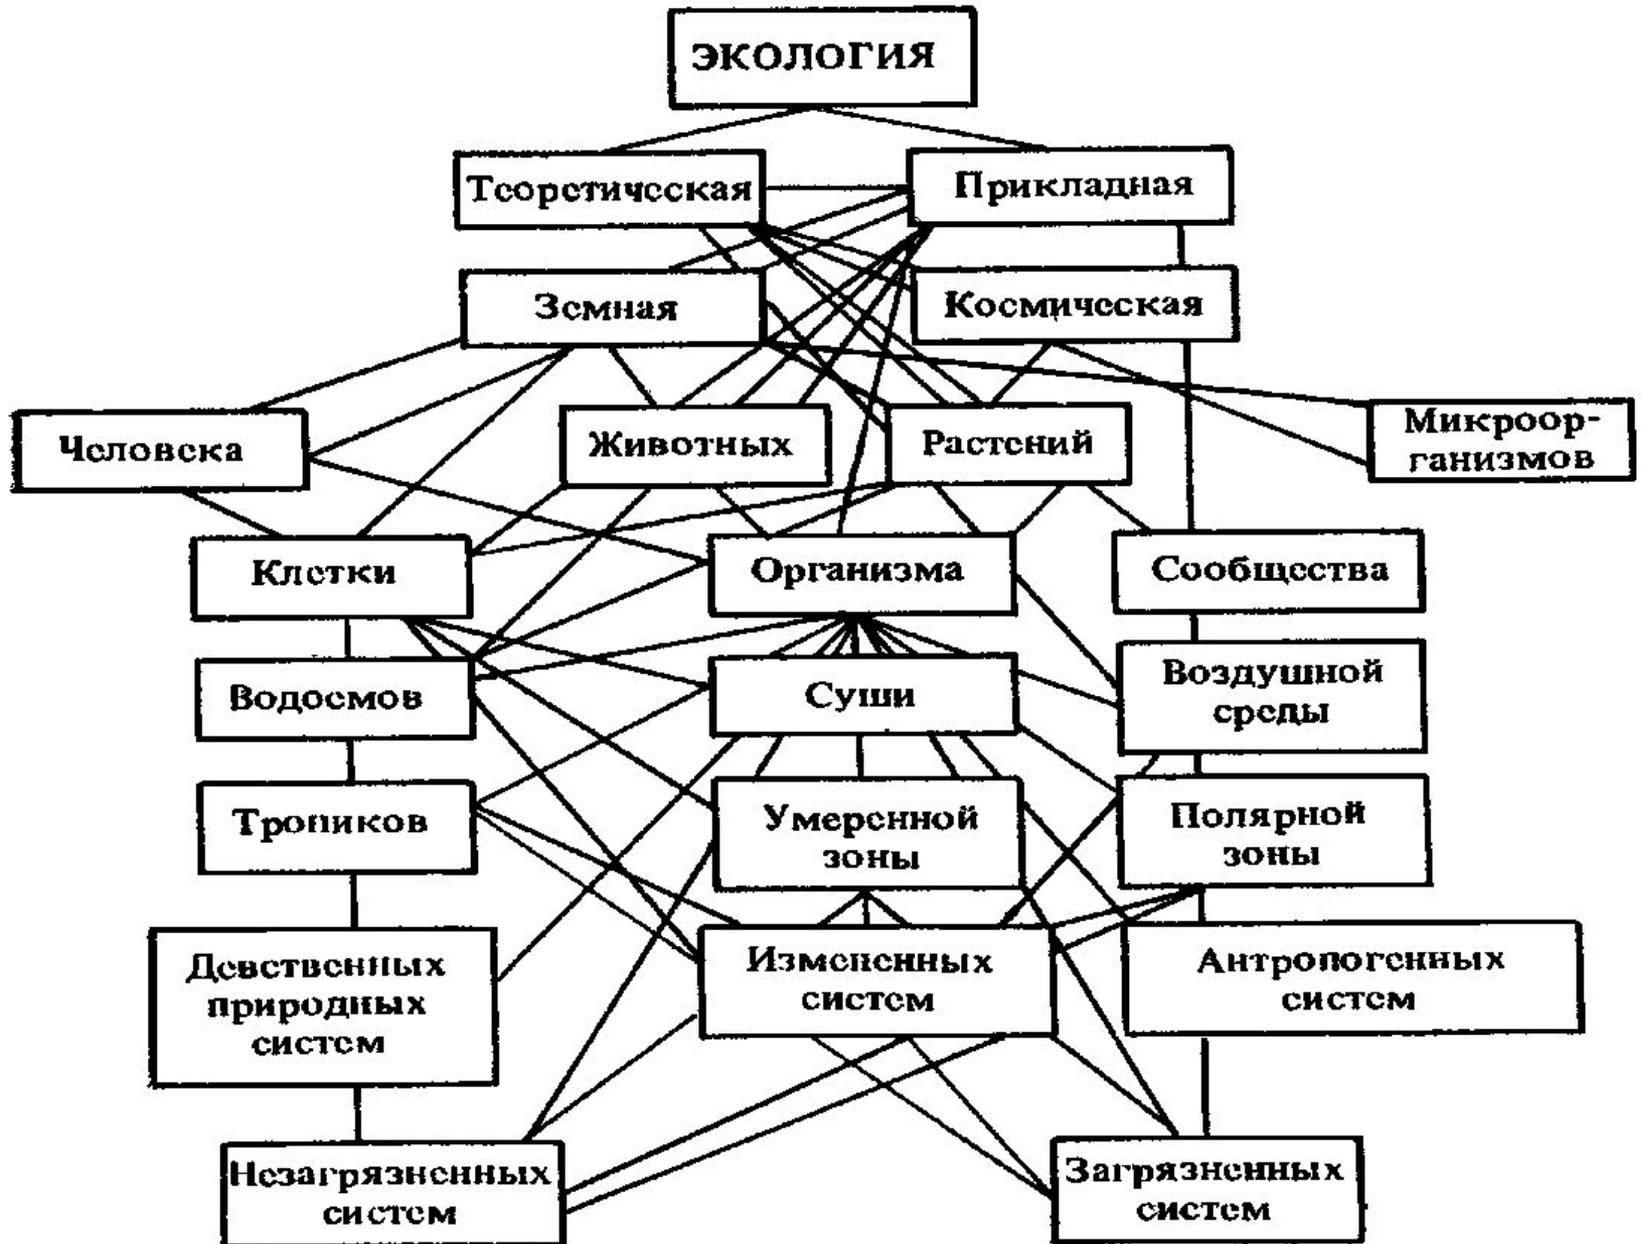 ЭКОЛОГИЯ
Теоретическая
Прикладная
Земная
Космическая
Человека
Животных
Растений
Микроор-
ганизмов
Клетки
Организма
Сообщества
Водоемов
Суши
Воздушной
среды
Тропиков
Умеренной
зоны
Полярной
зоны
Девственных
природных
систем
Измененных
систем
Антропогенных
систем
Незагрязненных
систем
Загрязненных
систем